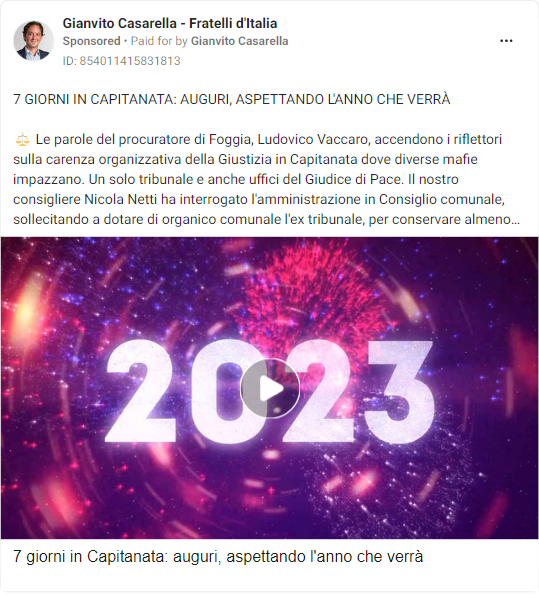 Gianvito Casarella - Fratelli d'Italia
Sponsored • Paid for by Gianvito Casarella
ID: 854011415831813
7 GIORNI IN CAPITANATA: AUGURI, ASPETTANDO L'ANNO CHE VERRÀ
⚖️ Le parole del procuratore di Foggia, Ludovico Vaccaro, accendono i riflettori
sulla carenza organizzativa della Giustizia in Capitanata dove diverse mafie
impazzano. Un solo tribunale e anche uffici del Giudice di Pace. Il nostro
consigliere Nicola Netti ha interrogato l'amministrazione in Consiglio comunale,
sollecitando a dotare di organico comunale l'ex tribunale, per conservare almeno...
2023
7 giorni in Capitanata: auguri, aspettando l'anno che verrà